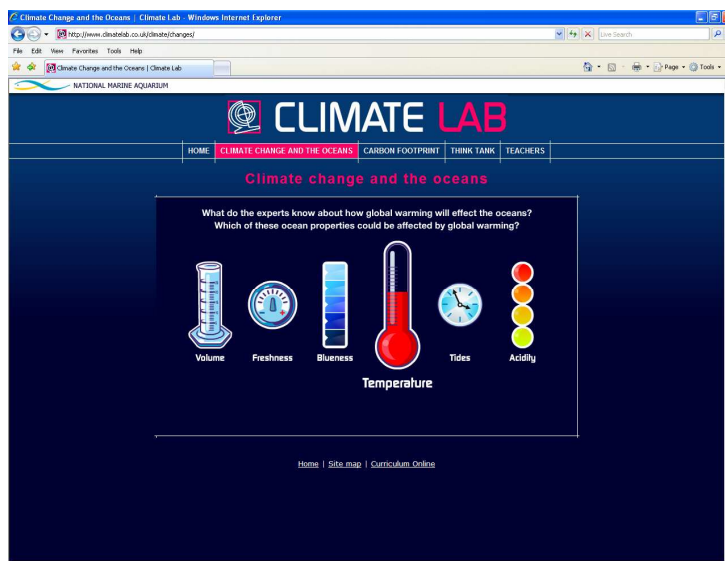 Climate Change and the Oceans | Climate Lab - Windows Internet Explorer
http://www.climatelab.co.uk/climate/changes/
Live Search
File Edit View Favorites Tools Help
Climate Change and the Oceans | Climate Lab
Page Tools
NATIONAL MARINE AQUARIUM
CLIMATE LAB
HOME CLIMATE CHANGE AND THE OCEANS CARBON FOOTPRINT THINK TANK TEACHERS
Climate change and the oceans
What do the experts know about how global warming will effect the oceans?
Which of these ocean properties could be affected by global warming?
Volume Freshness Blueness Tides Acidity
Temperature
Home | Site map | Curriculum Online